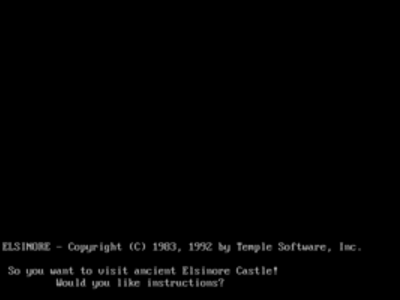 ELSINORE - Copyright (C) 1983, 1992 by Temple Software, Inc.
So you want to visit ancient Elsinore Castle!
Would you like instructions?